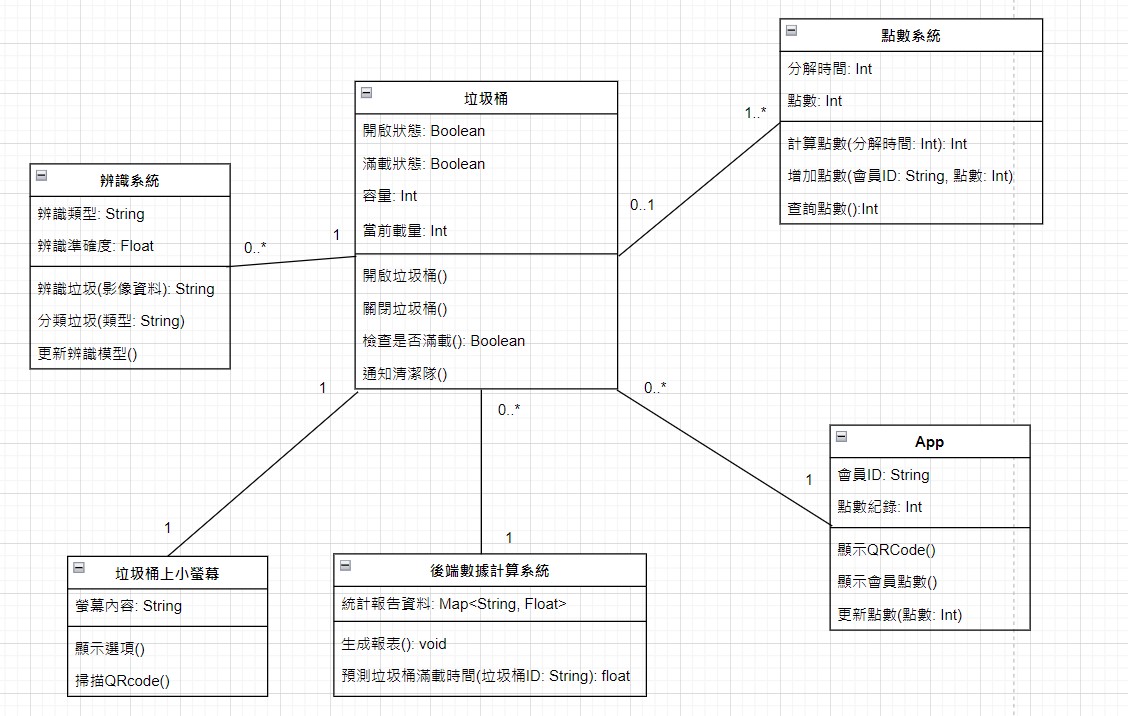 點數系統
分解時間: Int
點數: Int
計算點數(分解時間: Int): Int
增加點數(會員ID: String, 點數: Int)
查詢點數():Int
1..*
0..1
垃圾桶
開啟狀態: Boolean
滿載狀態: Boolean
容量: Int
當前載量: Int
開啟垃圾桶()
關閉垃圾桶()
檢查是否滿載(): Boolean
通知清潔隊()
辨識系統
辨識類型: String
辨識準確度: Float
辨識垃圾(影像資料): String
分類垃圾(類型: String)
更新辨識模型()
0..*
1
1
0..*
0..*
1
1
1
App
會員ID: String
點數紀錄: Int
顯示QRCode()
顯示會員點數()
更新點數(點數: Int)
垃圾桶上小螢幕
螢幕內容: String
顯示選項()
掃描QRcode()
後端數據計算系統
統計報告資料: Map<String, Float>
生成報表(): void
預測垃圾桶滿載時間(垃圾桶ID: String): float